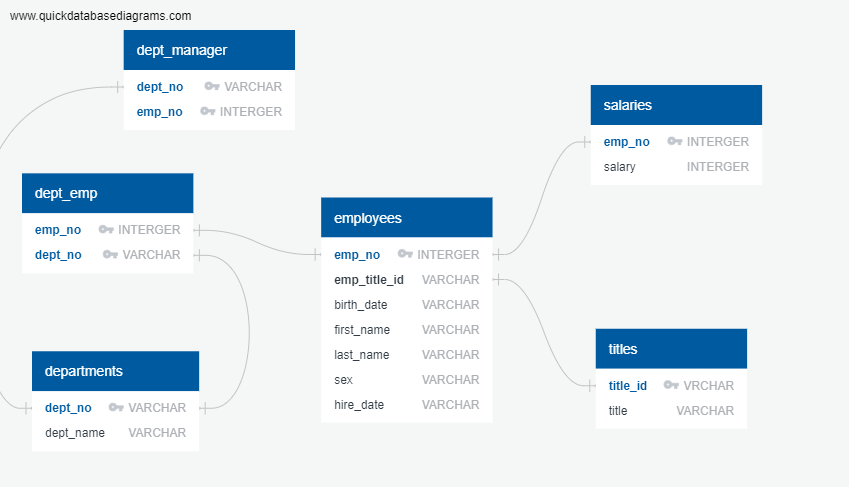 www.quickdatabasediagrams.com
dept_manager
dept_no VARCHAR
emp_no INTERGER
dept_emp
emp_no INTERGER
dept_no VARCHAR
departments
dept_no VARCHAR
dept_name VARCHAR
employees
emp_no INTERGER
emp_title_id VARCHAR
birth_date VARCHAR
first_name VARCHAR
last_name VARCHAR
sex VARCHAR
hire_date VARCHAR
salaries
emp_no INTERGER
salary INTERGER
titles
title_id VRCHAR
title VARCHAR